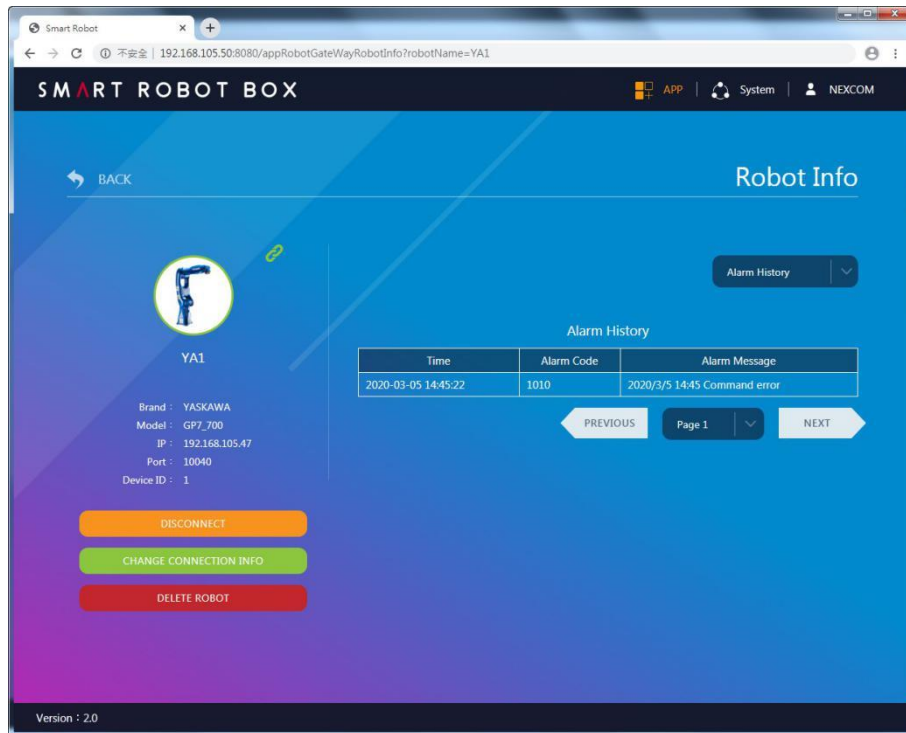 Smart Robot
不安全 | 192.168.105.50:8080/appRobotGateWayRobotInfo?robotName=YA1
SMART ROBOT BOX
APP | System | NEXCOM
BACK
Robot Info
Alarm History
YA1
Brand : YASKAWA
Model : GP7_700
IP : 192.168.105.47
Port : 10040
Device ID : 1
DISCONNECT
CHANGE CONNECTION INFO
DELETE ROBOT
Alarm History
Time Alarm Code Alarm Message
2020-03-05 14:45:22 1010 2020/3/5 14:45 Command error
PREVIOUS Page 1 NEXT
Version : 2.0